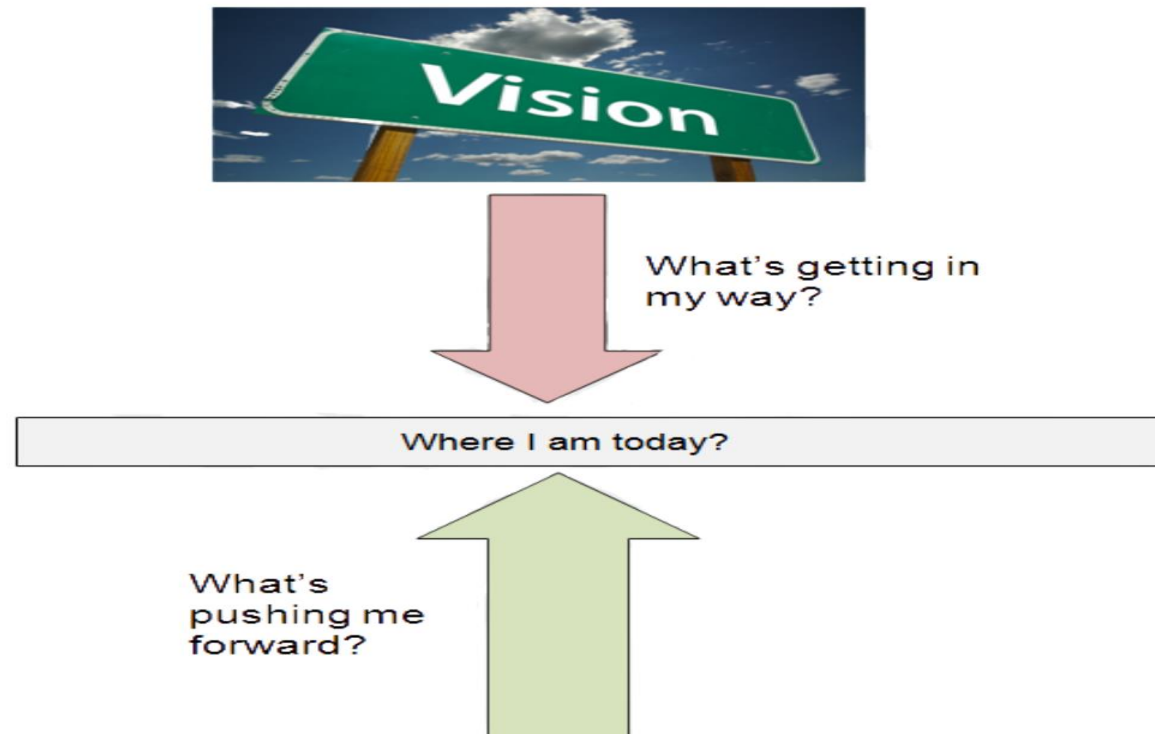 Vision
What's getting in
my way?
Where I am today?
What's
pushing me
forward?